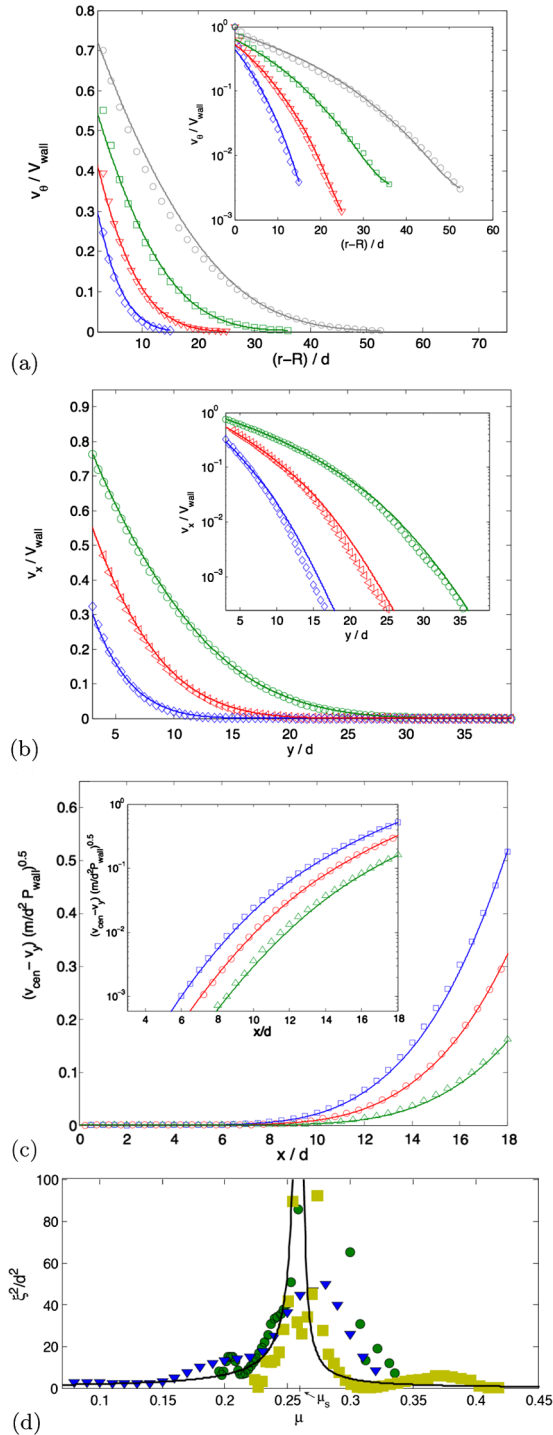 0.8
0.7
0.6
0.5
0.4
0.3
0.2
0.1
0
v_θ / V_wall
10 20 30 40 50 60 70
(r−R) / d
10^0
10^-1
10^-2
10^-3
v_θ / V_wall
0 10 20 30 40 50 60
(r−R) / d
(a)
0.9
0.8
0.7
0.6
0.5
0.4
0.3
0.2
0.1
0
v_x / V_wall
5 10 15 20 25 30 35
y / d
10^0
10^-1
10^-2
10^-3
v_x / V_wall
5 10 15 20 25 30 35
y / d
(b)
0.6
0.5
0.4
0.3
0.2
0.1
0
(v_cen − v_y) (m/d^2 P_wall)^0.5
0 2 4 6 8 10 12 14 16 18
x / d
10^0
10^-1
10^-2
10^-3
(v_cen−v_y) (m/d^2P_wall)^0.5
4 6 8 10 12 14 16 18
x/d
(c)
100
80
60
40
20
0
ξ^2/d^2
0.1 0.15 0.2 0.25 0.3 0.35 0.4 0.45
μ_s
μ
(d)